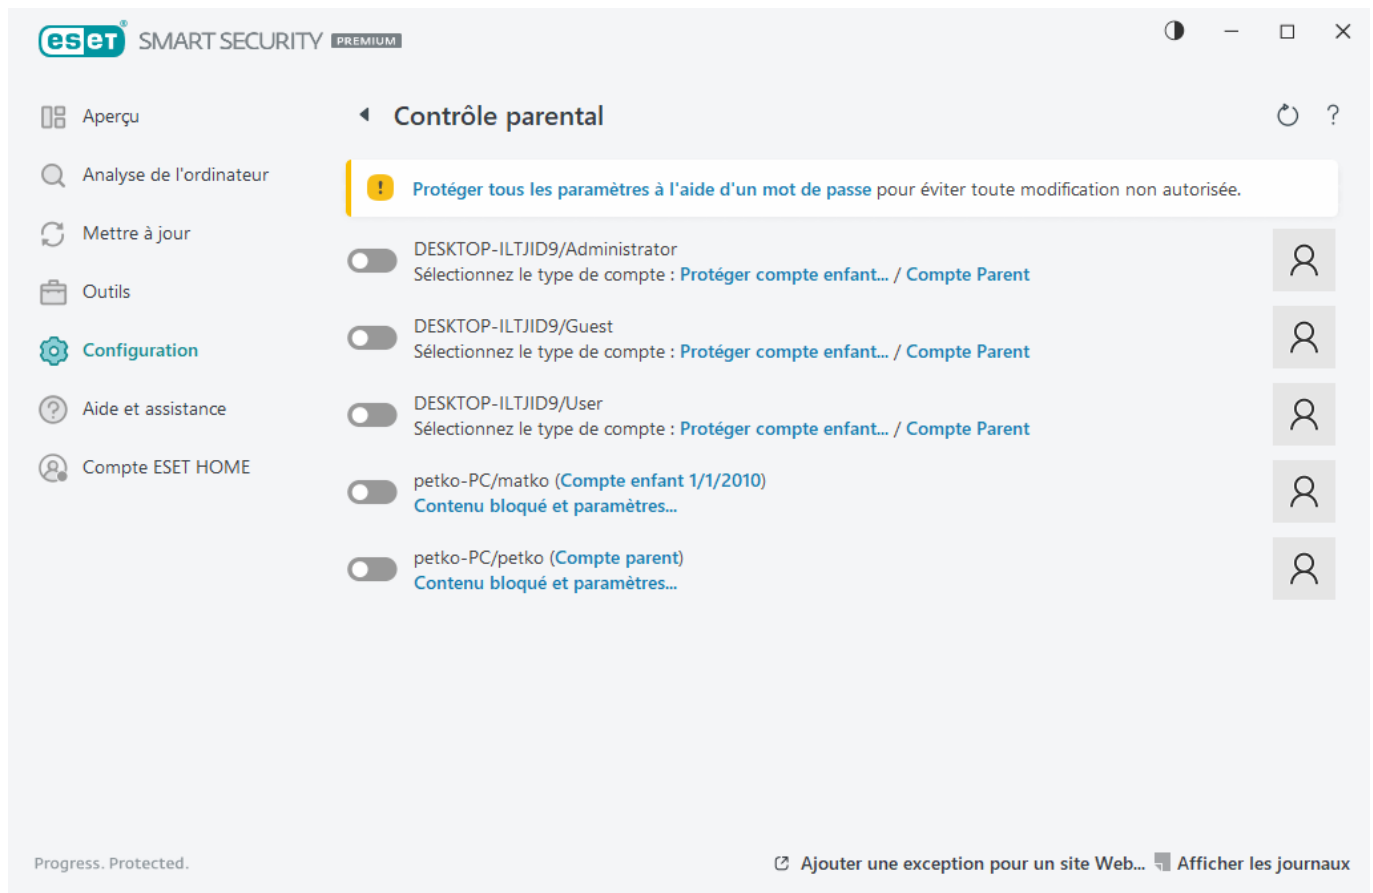 eset® SMART SECURITY PREMIUM
Aperçu
Analyse de l'ordinateur
Mettre à jour
Outils
Configuration
Aide et assistance
Compte ESET HOME
Contrôle parental
?
! Protéger tous les paramètres à l'aide d'un mot de passe pour éviter toute modification non autorisée.
DESKTOP-ILTJID9/Administrator
Sélectionnez le type de compte : Protéger compte enfant... / Compte Parent
DESKTOP-ILTJID9/Guest
Sélectionnez le type de compte : Protéger compte enfant... / Compte Parent
DESKTOP-ILTJID9/User
Sélectionnez le type de compte : Protéger compte enfant... / Compte Parent
petko-PC/matko (Compte enfant 1/1/2010)
Contenu bloqué et paramètres...
petko-PC/petko (Compte parent)
Contenu bloqué et paramètres...
Progress. Protected.
Ajouter une exception pour un site Web... Afficher les journaux